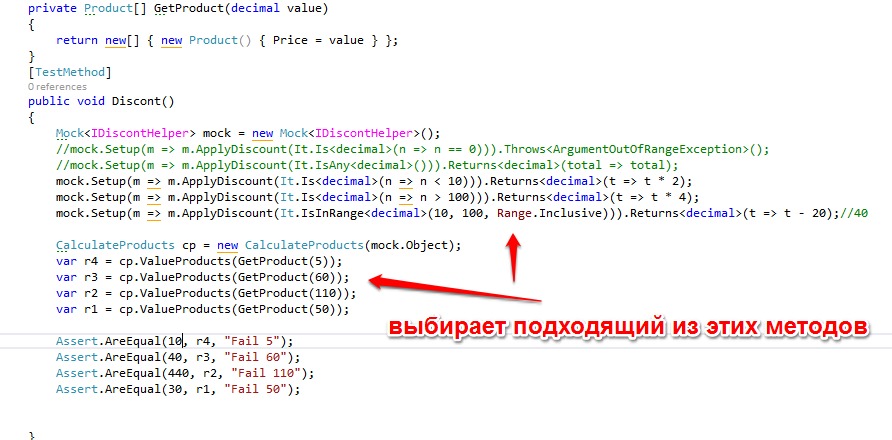 private Product[] GetProduct(decimal value)
{
return new[] { new Product() { Price = value } };
}
[TestMethod]
0 references
public void Discont()
{
Mock<IDiscontHelper> mock = new Mock<IDiscontHelper>();
//mock.Setup(m => m.ApplyDiscount(It.Is<decimal>(n => n == 0))).Throws<ArgumentOutOfRangeException>();
//mock.Setup(m => m.ApplyDiscount(It.IsAny<decimal>())).Returns<decimal>(total => total);
mock.Setup(m => m.ApplyDiscount(It.Is<decimal>(n => n < 10))).Returns<decimal>(t => t * 2);
mock.Setup(m => m.ApplyDiscount(It.Is<decimal>(n => n > 100))).Returns<decimal>(t => t * 4);
mock.Setup(m => m.ApplyDiscount(It.IsInRange<decimal>(10, 100, Range.Inclusive))).Returns<decimal>(t => t - 20);//40
CalculateProducts cp = new CalculateProducts(mock.Object);
var r4 = cp.ValueProducts(GetProduct(5));
var r3 = cp.ValueProducts(GetProduct(60));
var r2 = cp.ValueProducts(GetProduct(110));
var r1 = cp.ValueProducts(GetProduct(50));
выбирает подходящий из этих методов
Assert.AreEqual(10, r4, "Fail 5");
Assert.AreEqual(40, r3, "Fail 60");
Assert.AreEqual(440, r2, "Fail 110");
Assert.AreEqual(30, r1, "Fail 50");
}